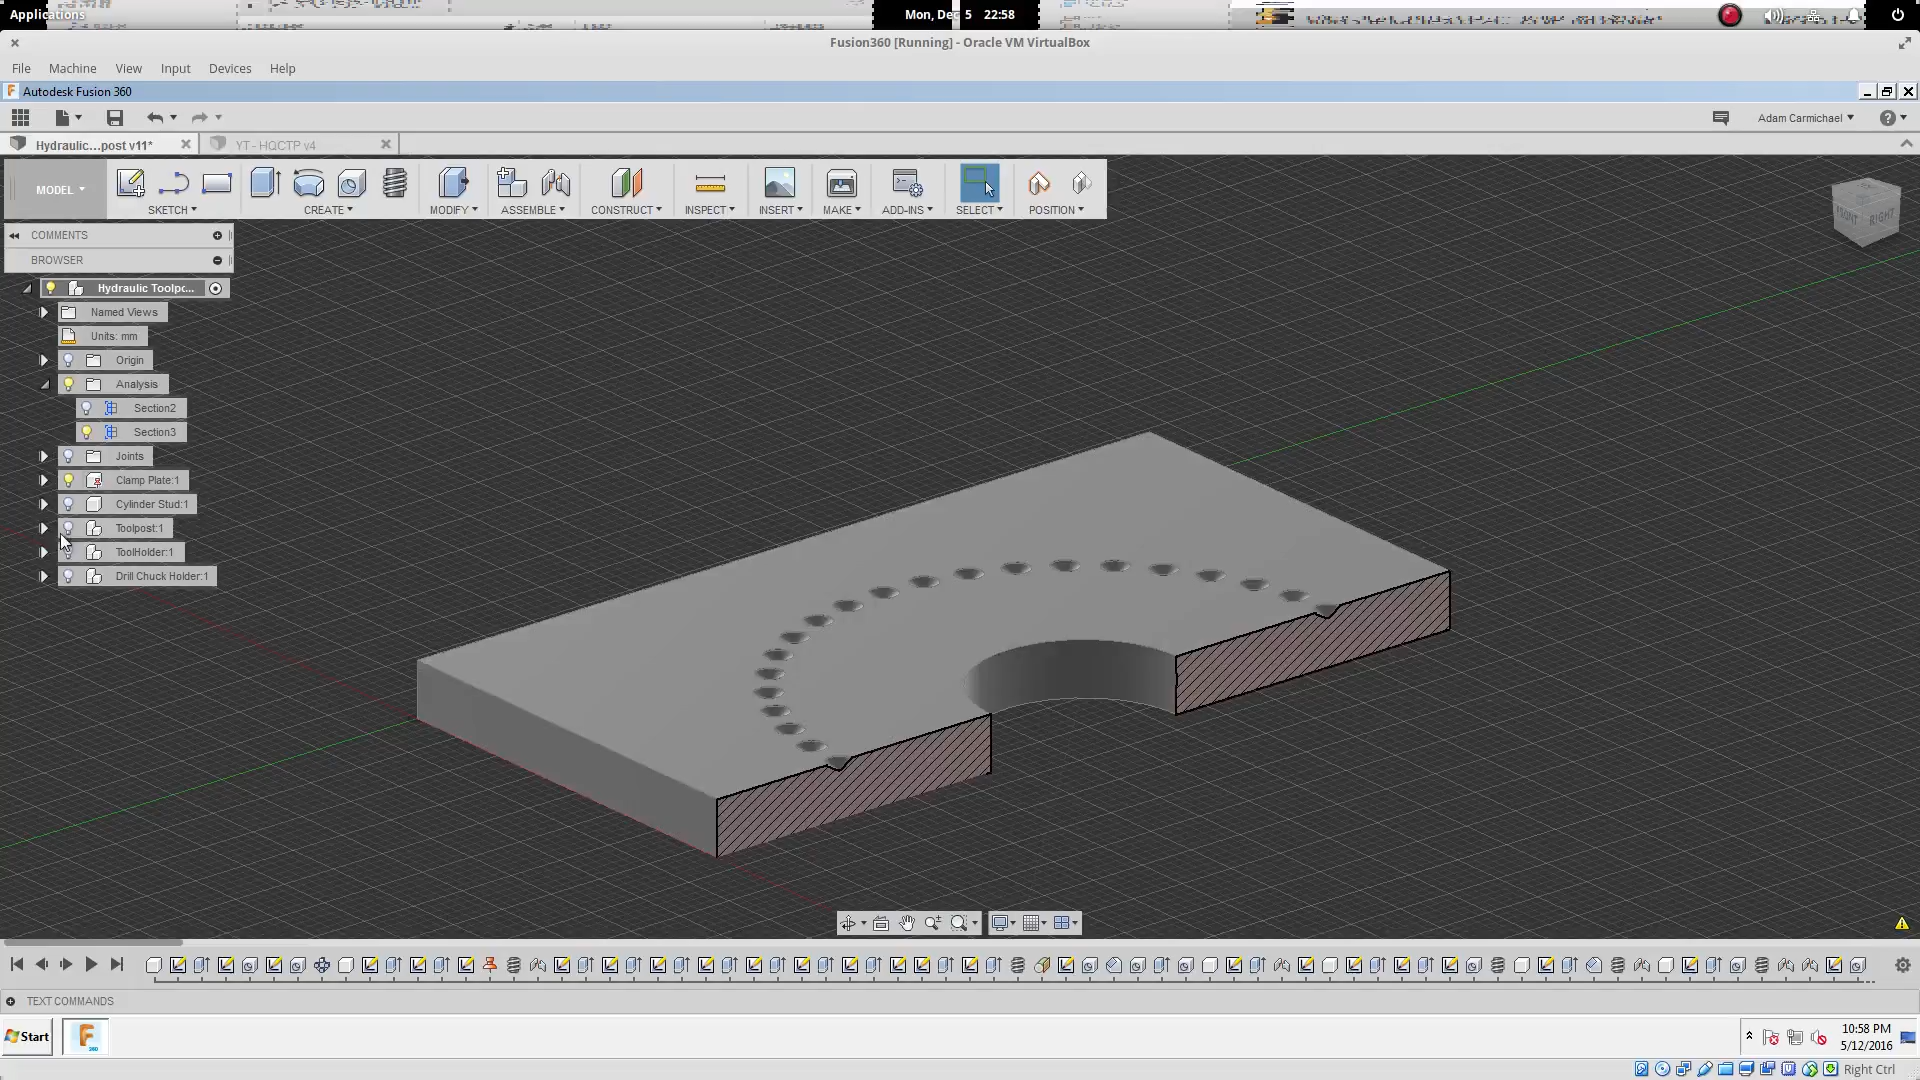 Applications
Mon, Dec 5 22:58
Fusion360 [Running] - Oracle VM VirtualBox
File Machine View Input Devices Help
Autodesk Fusion 360
Adam Carmichael
Hydraulic...post v11*
YT - HQCTP v4
MODEL
SKETCH
CREATE
MODIFY
ASSEMBLE
CONSTRUCT
INSPECT
INSERT
MAKE
ADD-INS
SELECT
POSITION
FRONT RIGHT
COMMENTS
BROWSER
Hydraulic Toolpc...
Named Views
Units: mm
Origin
Analysis
Section2
Section3
Joints
Clamp Plate:1
Cylinder Stud:1
Toolpost:1
ToolHolder:1
Drill Chuck Holder:1
TEXT COMMANDS
Start
10:58 PM
5/12/2016
Right Ctrl